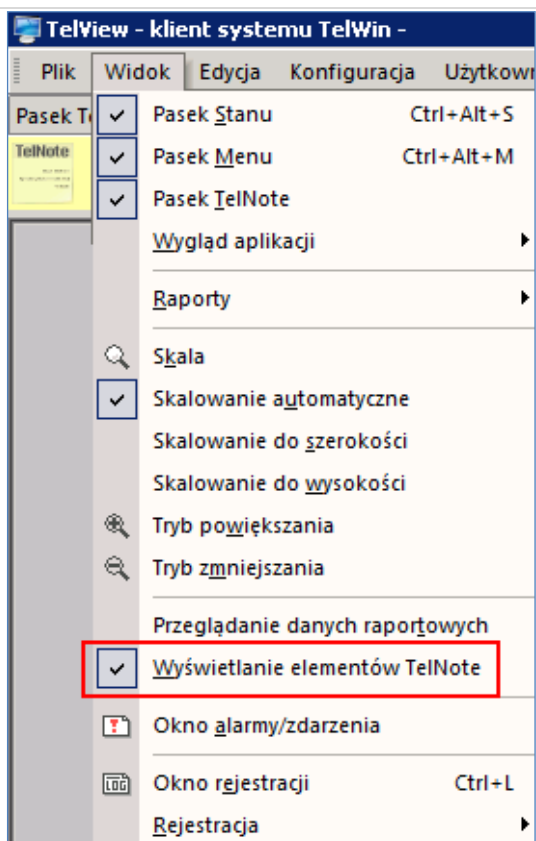 TelView - klient systemu TelWin -
Plik Widok Edycja Konfiguracja
Pasek
TelNote
Pasek Stanu Ctrl+Alt+S
Pasek Menu Ctrl+Alt+M
Pasek TelNote
Wygląd aplikacji
Raporty
Skala
Skalowanie automatyczne
Skalowanie do szerokości
Skalowanie do wysokości
Tryb powiększania
Tryb zmniejszania
Przeglądanie danych raportowych
Wyświetlanie elementów TelNote
Okno alarmy/zdarzenia
LOG Okno rejestracji Ctrl+L
Rejestracja